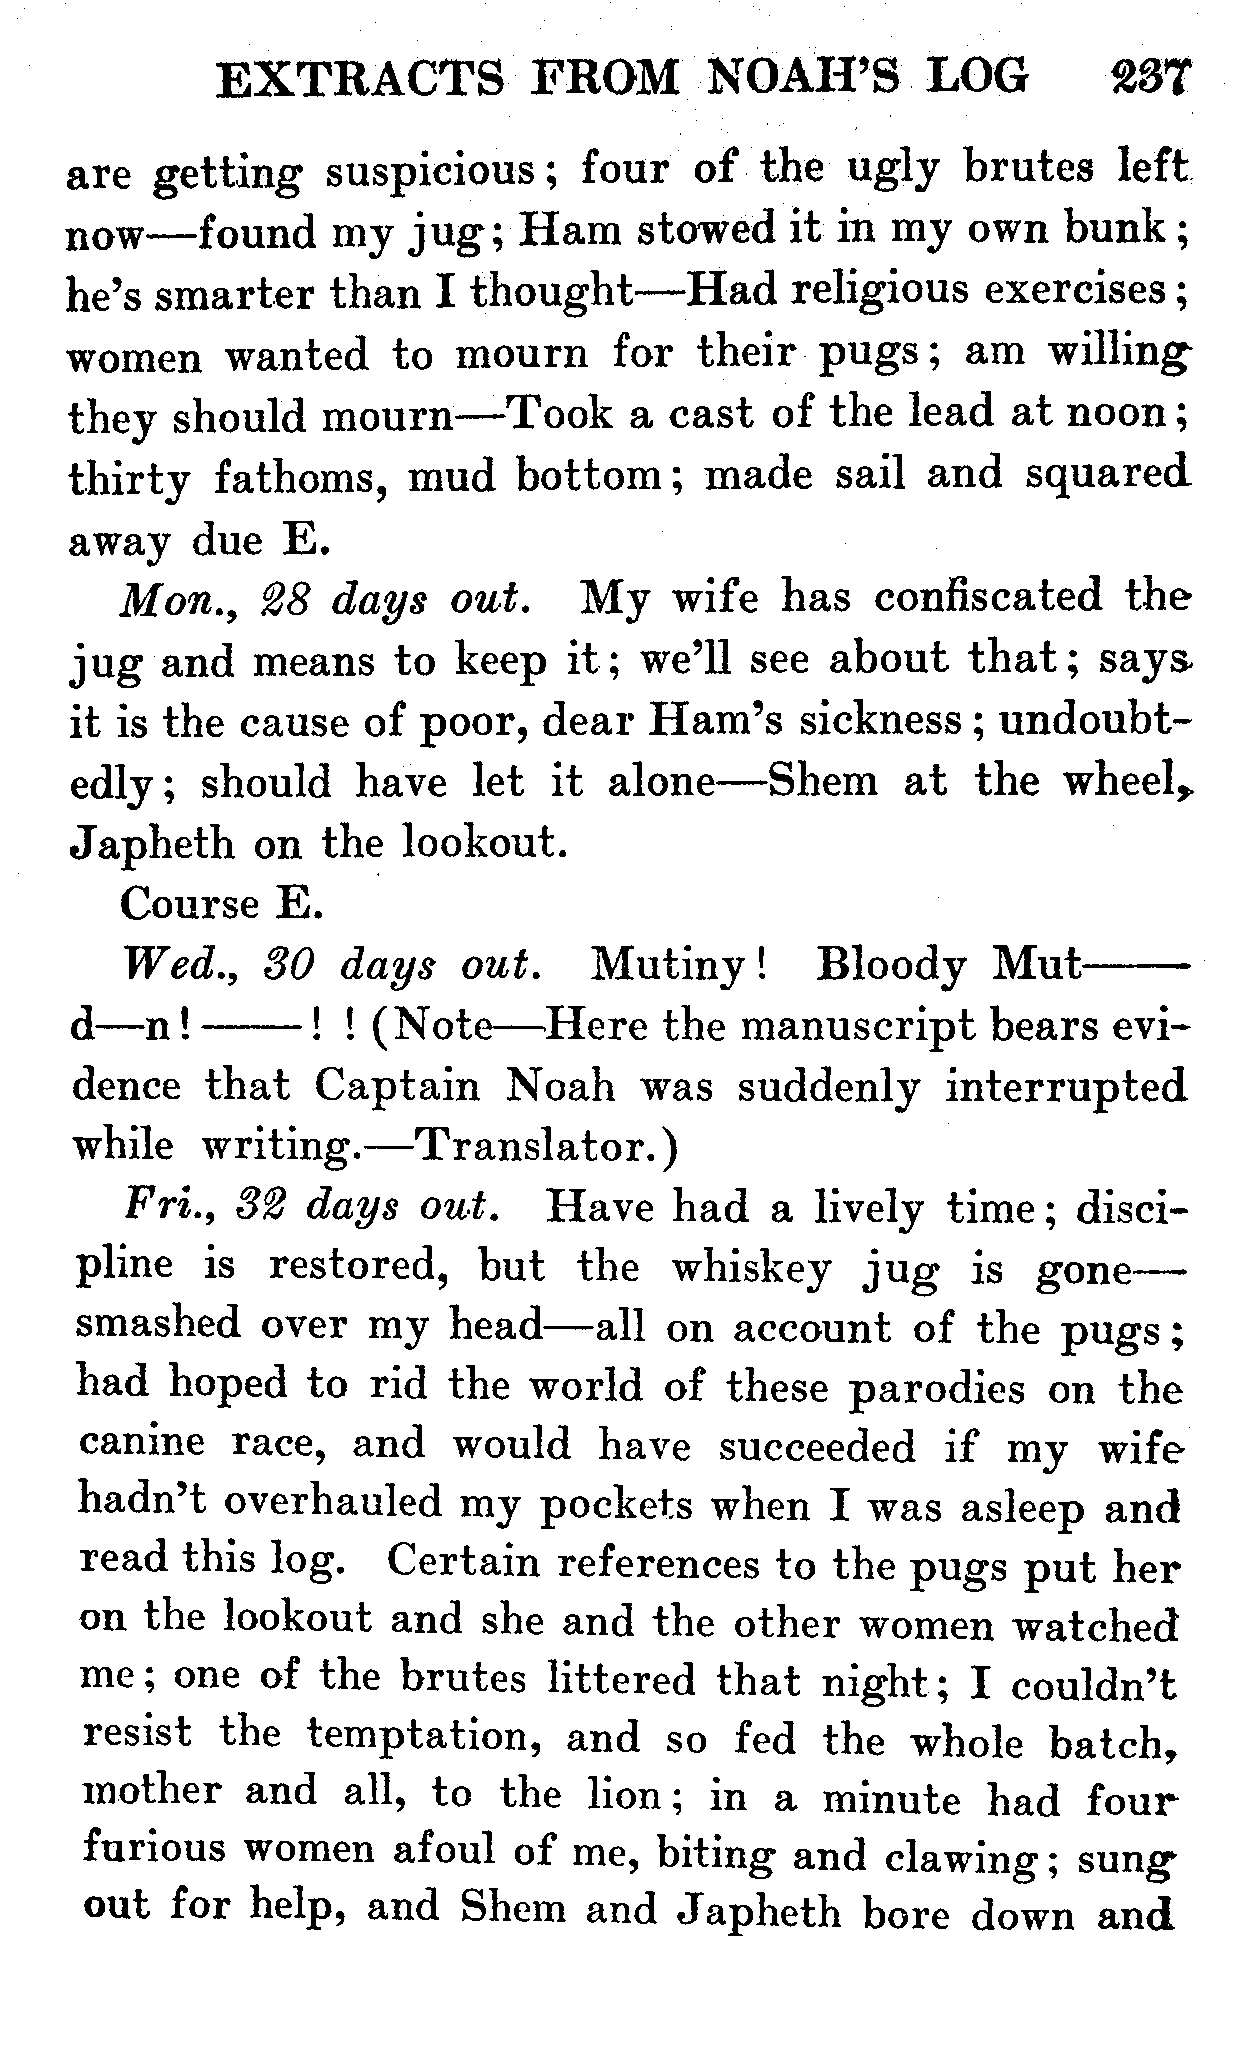 EXTRACTS FROM NOAH'S LOG 237
are getting suspicious; four of the ugly brutes left
now—found my jug; Ham stowed it in my own bunk;
he's smarter than I thought—Had religious exercises;
women wanted to mourn for their pugs; am willing
they should mourn—Took a cast of the lead at noon;
thirty fathoms, mud bottom; made sail and squared
away due E.
Mon., 28 days out. My wife has confiscated the
jug and means to keep it; we'll see about that; says
it is the cause of poor, dear Ham's sickness; undoubt-
edly; should have let it alone—Shem at the wheel,
Japheth on the lookout.
Course E.
Wed., 30 days out. Mutiny! Bloody Mut——
d—n!——! ! (Note—Here the manuscript bears evi-
dence that Captain Noah was suddenly interrupted
while writing.—Translator.)
Fri., 32 days out. Have had a lively time; disci-
pline is restored, but the whiskey jug is gone—
smashed over my head—all on account of the pugs;
had hoped to rid the world of these parodies on the
canine race, and would have succeeded if my wife
hadn't overhauled my pockets when I was asleep and
read this log. Certain references to the pugs put her
on the lookout and she and the other women watched
me; one of the brutes littered that night; I couldn't
resist the temptation, and so fed the whole batch,
mother and all, to the lion; in a minute had four
furious women afoul of me, biting and clawing; sung
out for help, and Shem and Japheth bore down and